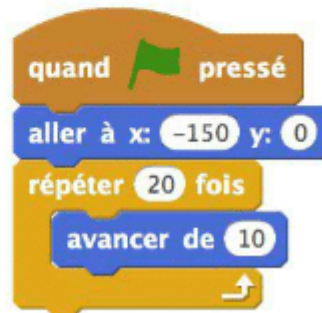 quand pressé
aller à x: -150 y: 0
répéter 20 fois
avancer de 10